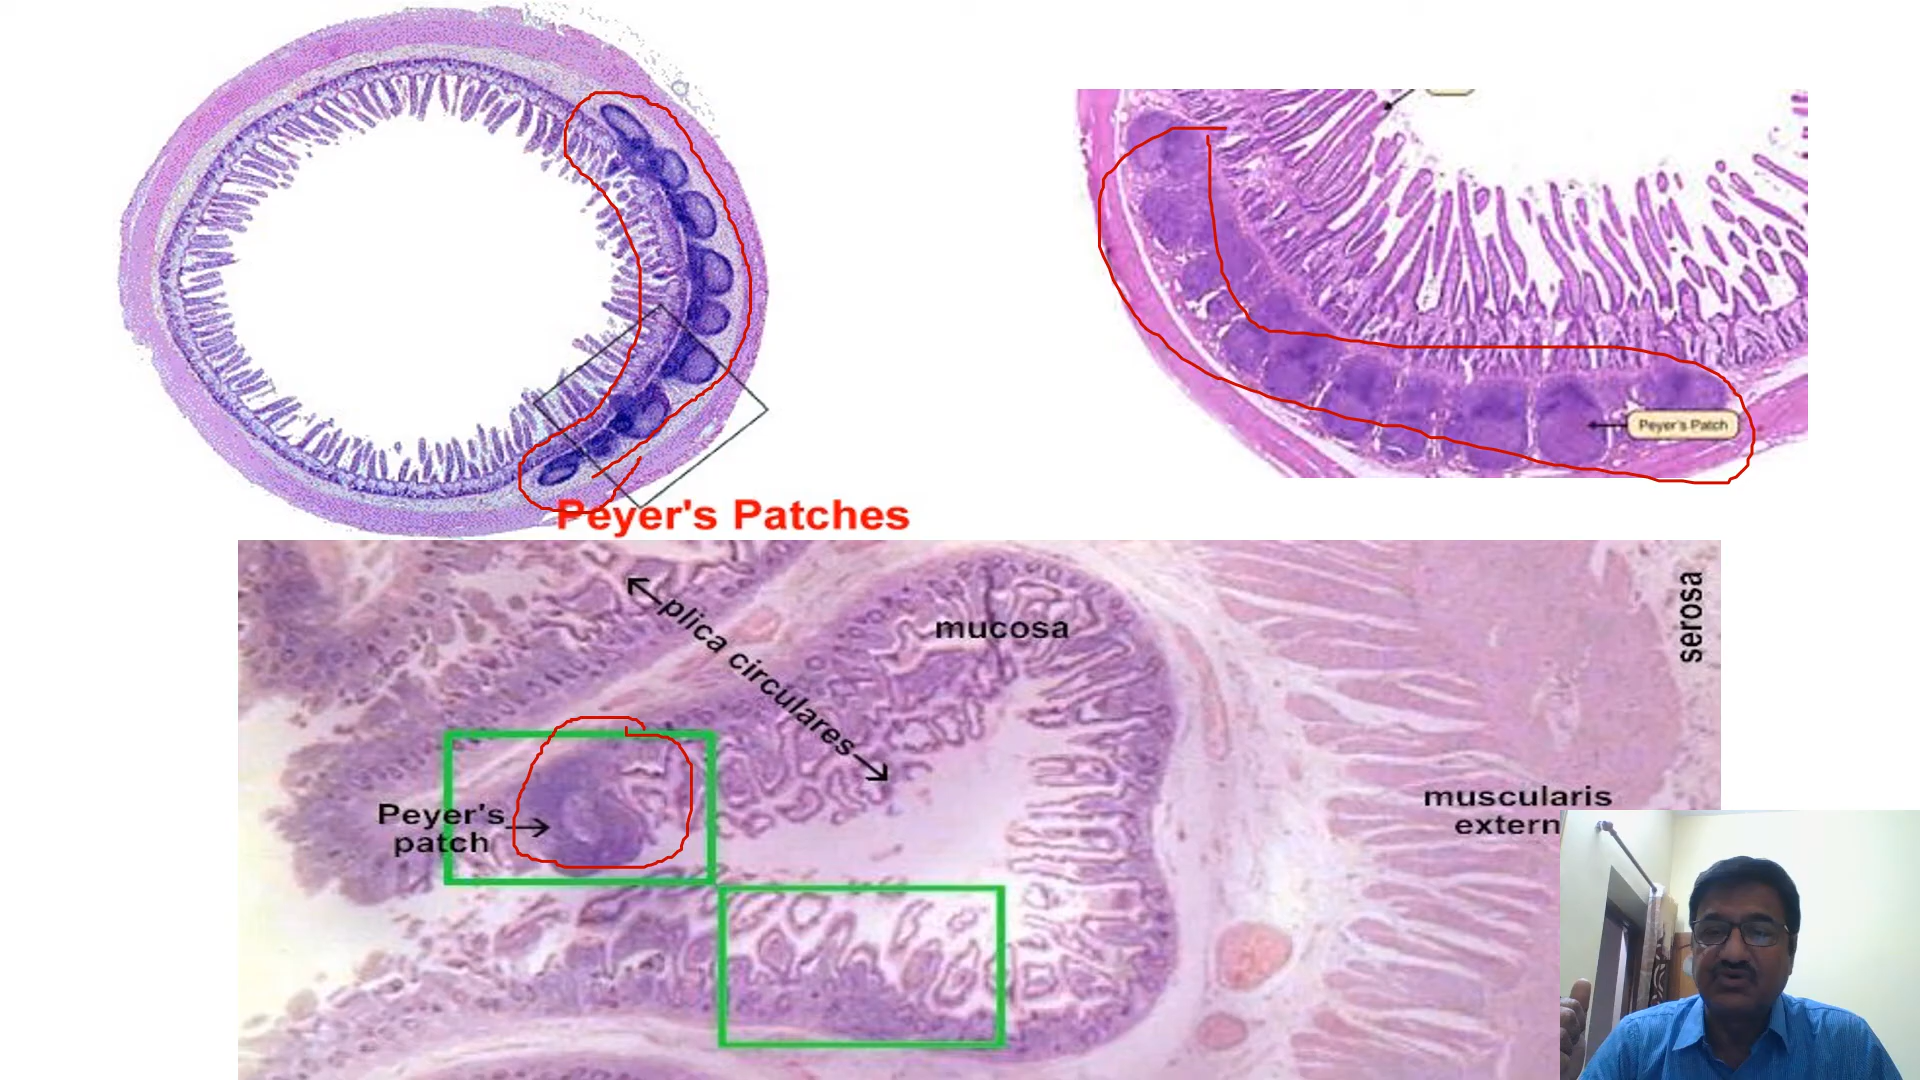 Peyer's Patch
Peyer's Patches
plica circulares
mucosa
serosa
Peyer's
patch
muscularis
extern